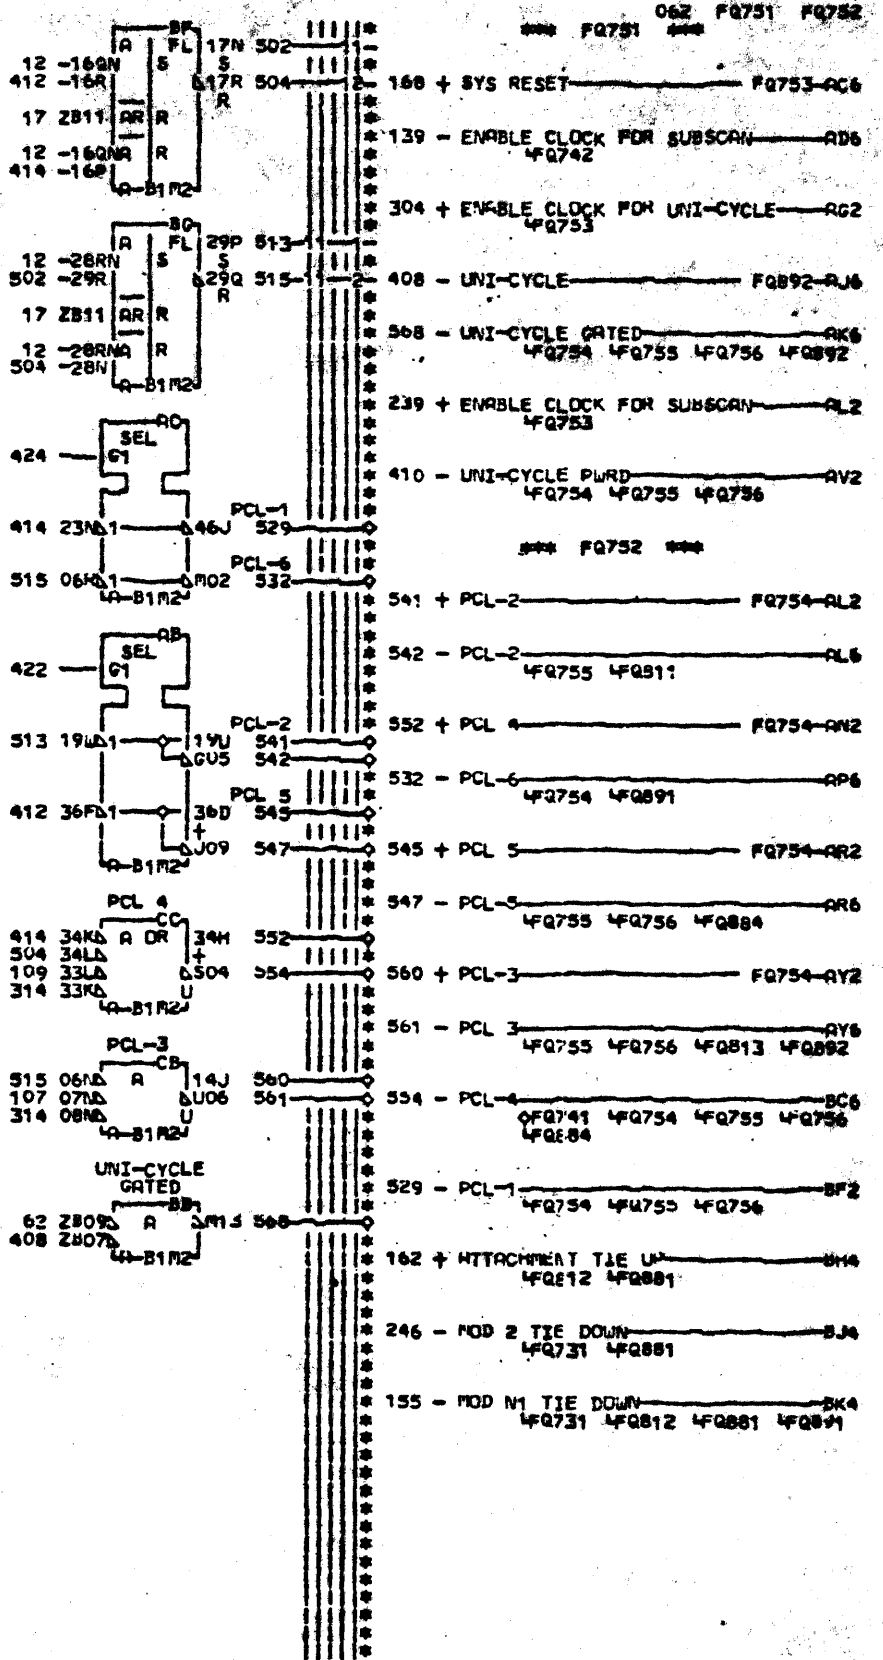 062 FQ751 FQ752
*** FQ751 ***
BF
A FL 17N 502
12 -16QN S S
412 -16R 17R 504
R
17 ZB11 AR R
12 -16QNA R
414 -16P
A-B1M2
168 + SYS RESET FQ753-AC6
139 - ENABLE CLOCK FOR SUBSCAN AD6
FQ742
304 + ENABLE CLOCK FOR UNI-CYCLE AG2
FQ753
BG
A FL 29P 513
12 -28RN S S
502 -29R 29Q 515
R
17 ZB11 AR R
12 -28RNA R
504 -28N
A-B1M2
408 - UNI-CYCLE FQ892-AJ6
568 - UNI-CYCLE GATED AK6
FQ754 FQ755 FQ756 FQ892
239 + ENABLE CLOCK FOR SUBSCAN AL2
FQ753
410 - UNI-CYCLE PWRD AV2
FQ754 FQ755 FQ756
AC
SEL
424 G1
PCL-1
414 23N 1 46J 529
PCL-6
515 06K 1 M02 532
A-B1M2
*** FQ752 ***
541 + PCL-2 FQ754-AL2
542 - PCL-2 AL6
FQ755 FQ811
AB
SEL
422 G1
PCL-2
513 19W 1 19U 541
GU5 542
PCL 5
412 36F 1 36D 545
+
J09 547
A-B1M2
552 + PCL 4 FQ754-AN2
532 - PCL-6 AP6
FQ754 FQ891
545 + PCL 5 FQ754-AR2
547 - PCL-5 AR6
FQ755 FQ756 FQ884
PCL 4
CC
414 34K A OR 34H 552
504 34L +
109 33L S04 554
314 33K U
A-B1M2
560 + PCL-3 FQ754-AY2
561 - PCL 3 AY6
FQ755 FQ756 FQ813 FQ892
PCL-3
CB
515 06N A 14J 560
107 07N U06 561
314 08N U
A-B1M2
554 - PCL-4 BC6
FQ741 FQ754 FQ755 FQ756
FQ884
UNI-CYCLE
GATED
BB
62 ZB09 A M13 568
408 ZB07
A-B1M2
529 - PCL-1 BF2
FQ754 FQ755 FQ756
162 + ATTACHMENT TIE UP BH4
FQ812 FQ881
246 - MOD 2 TIE DOWN BJ4
FQ731 FQ881
155 - MOD N1 TIE DOWN BK4
FQ731 FQ812 FQ881 FQ891